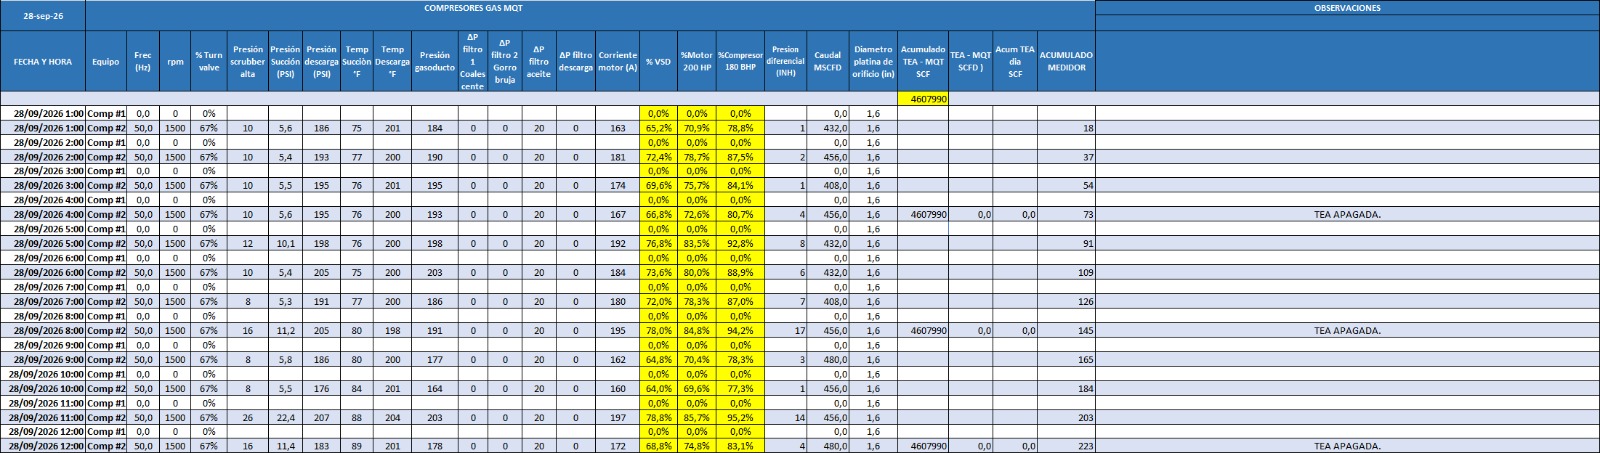 28-sep-26 COMPRESORES GAS MQT OBSERVACIONES
FECHA Y HORA Equipo Frec (Hz) rpm % Turn valve Presión scrubber alta Presión Succión (PSI) Presión descarga (PSI) Temp Succiòn °F Temp Descarga °F Presión gasoducto ΔP filtro 1 Coales cente ΔP filtro 2 Gorro bruja ΔP filtro aceite ΔP filtro descarga Corriente motor (A) % VSD %Motor 200 HP %Compresor 180 BHP Presion diferencial (INH) Caudal MSCFD Diametro platina de orificio (in) Acumulado TEA - MQT SCF TEA - MQT SCFD ) Acum TEA dia SCF ACUMULADO MEDIDOR
4607990
28/09/2026 1:00 Comp #1 0,0 0 0% 0,0% 0,0% 0,0% 0,0 1,6
28/09/2026 1:00 Comp #2 50,0 1500 67% 10 5,6 186 75 201 184 0 0 20 0 163 65,2% 70,9% 78,8% 1 432,0 1,6 18
28/09/2026 2:00 Comp #1 0,0 0 0% 0,0% 0,0% 0,0% 0,0 1,6
28/09/2026 2:00 Comp #2 50,0 1500 67% 10 5,4 193 77 200 190 0 0 20 0 181 72,4% 78,7% 87,5% 2 456,0 1,6 37
28/09/2026 3:00 Comp #1 0,0 0 0% 0,0% 0,0% 0,0% 0,0 1,6
28/09/2026 3:00 Comp #2 50,0 1500 67% 10 5,5 195 76 201 195 0 0 20 0 174 69,6% 75,7% 84,1% 1 408,0 1,6 54
28/09/2026 4:00 Comp #1 0,0 0 0% 0,0% 0,0% 0,0% 0,0 1,6
28/09/2026 4:00 Comp #2 50,0 1500 67% 10 5,6 195 76 200 193 0 0 20 0 167 66,8% 72,6% 80,7% 4 456,0 1,6 4607990 0,0 0,0 73 TEA APAGADA.
28/09/2026 5:00 Comp #1 0,0 0 0% 0,0% 0,0% 0,0% 0,0 1,6
28/09/2026 5:00 Comp #2 50,0 1500 67% 12 10,1 198 76 200 198 0 0 20 0 192 76,8% 83,5% 92,8% 8 432,0 1,6 91
28/09/2026 6:00 Comp #1 0,0 0 0% 0,0% 0,0% 0,0% 0,0 1,6
28/09/2026 6:00 Comp #2 50,0 1500 67% 10 5,4 205 75 200 203 0 0 20 0 184 73,6% 80,0% 88,9% 6 432,0 1,6 109
28/09/2026 7:00 Comp #1 0,0 0 0% 0,0% 0,0% 0,0% 0,0 1,6
28/09/2026 7:00 Comp #2 50,0 1500 67% 8 5,3 191 77 200 186 0 0 20 0 180 72,0% 78,3% 87,0% 7 408,0 1,6 126
28/09/2026 8:00 Comp #1 0,0 0 0% 0,0% 0,0% 0,0% 0,0 1,6
28/09/2026 8:00 Comp #2 50,0 1500 67% 16 11,2 205 80 198 191 0 0 20 0 195 78,0% 84,8% 94,2% 17 456,0 1,6 4607990 0,0 0,0 145 TEA APAGADA.
28/09/2026 9:00 Comp #1 0,0 0 0% 0,0% 0,0% 0,0% 0,0 1,6
28/09/2026 9:00 Comp #2 50,0 1500 67% 8 5,8 186 80 200 177 0 0 20 0 162 64,8% 70,4% 78,3% 3 480,0 1,6 165
28/09/2026 10:00 Comp #1 0,0 0 0% 0,0% 0,0% 0,0% 0,0 1,6
28/09/2026 10:00 Comp #2 50,0 1500 67% 8 5,5 176 84 201 164 0 0 20 0 160 64,0% 69,6% 77,3% 1 456,0 1,6 184
28/09/2026 11:00 Comp #1 0,0 0 0% 0,0% 0,0% 0,0% 0,0 1,6
28/09/2026 11:00 Comp #2 50,0 1500 67% 26 22,4 207 88 204 203 0 0 20 0 197 78,8% 85,7% 95,2% 14 456,0 1,6 203
28/09/2026 12:00 Comp #1 0,0 0 0% 0,0% 0,0% 0,0% 0,0 1,6
28/09/2026 12:00 Comp #2 50,0 1500 67% 16 11,4 183 89 201 178 0 0 20 0 172 68,8% 74,8% 83,1% 4 480,0 1,6 4607990 0,0 0,0 223 TEA APAGADA.